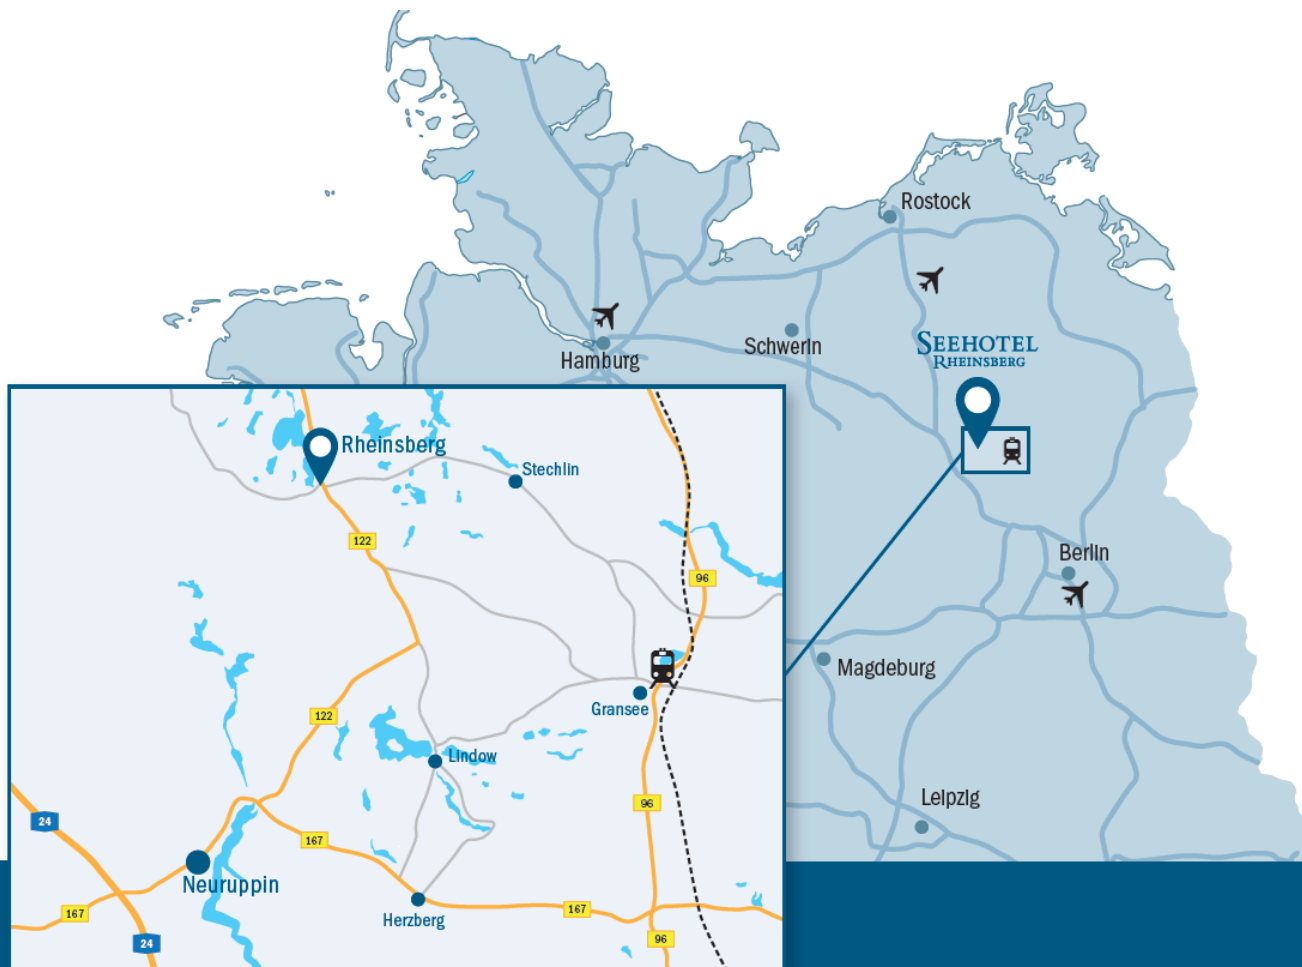 Rostock
SEEHOTEL
RHEINSBERG
Schwerin
Hamburg
Berlin
Magdeburg
Leipzig
Rheinsberg
Stechlin
122
96
Gransee
122
Lindow
96
24
167
Neuruppin
167
Herzberg
167
24
96